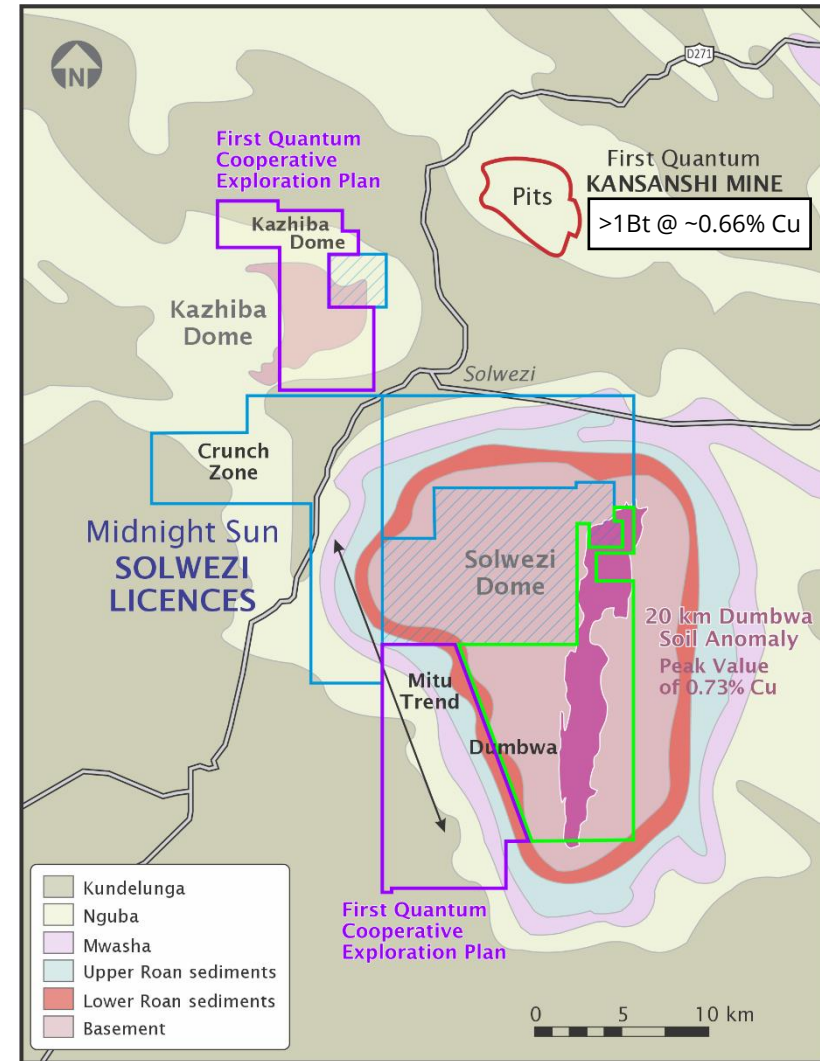 N
D271
First Quantum
Cooperative
Exploration Plan
First Quantum
KANSANSHI MINE
Pits
>1Bt @ ~0.66% Cu
Kazhiba
Dome
Kazhiba
Dome
Solwezi
Crunch
Zone
Midnight Sun
SOLWEZI
LICENCES
Solwezi
Dome
20 km Dumbwa
Soil Anomaly
Peak Value
of 0.73% Cu
Mitu
Trend
Dumbwa
Kundelunga
Nguba
Mwasha
Upper Roan sediments
Lower Roan sediments
Basement
First Quantum
Cooperative
Exploration Plan
0 5 10 km